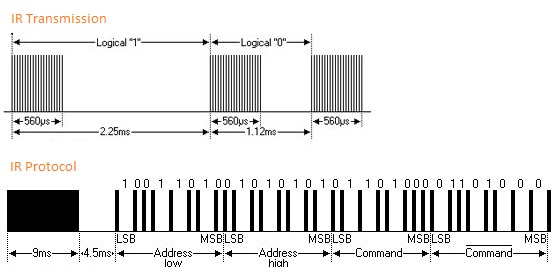 IR Transmission
Logical "1" Logical "0"
560µs 560µs 560µs
2.25ms 1.12ms
IR Protocol
1 0 0 1 1 0 1 0 0 1 0 1 1 0 1 0 0 1 1 0 1 0 0 0 0 1 1 0 1 0 0 0
LSB MSB LSB MSB LSB MSB LSB MSB
9ms 4.5ms Address Address Command Command
low high